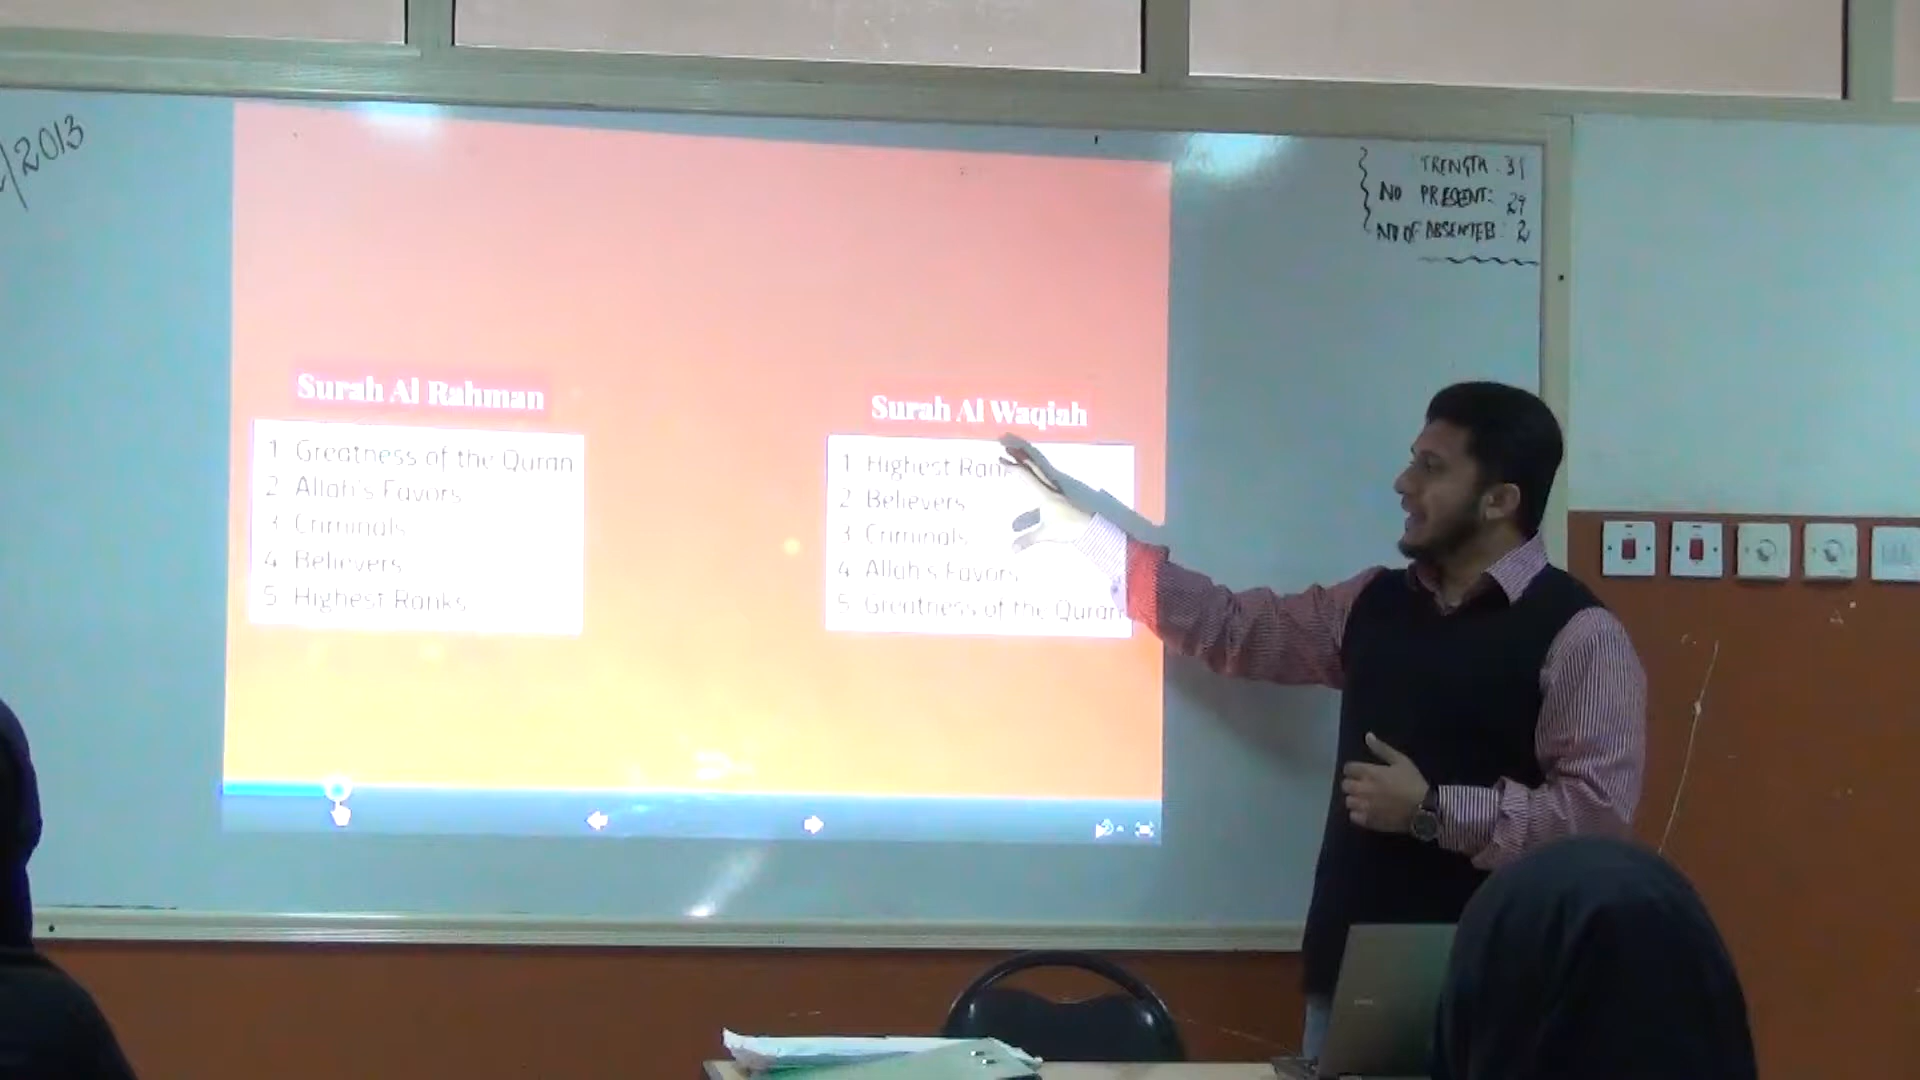 /2013
TRENGTH : 31
NO PRESENT: 29
NO OF ABSENTEES: 2
Surah Al Rahman
1 Greatness of the Quran
2 Allah's Favors
3 Criminals
4 Believers
5 Highest Ranks
Surah Al Waqiah
1 Highest Rank
2 Believers
3 Criminals
4 Allah's Favors
5 Greatness of the Quran